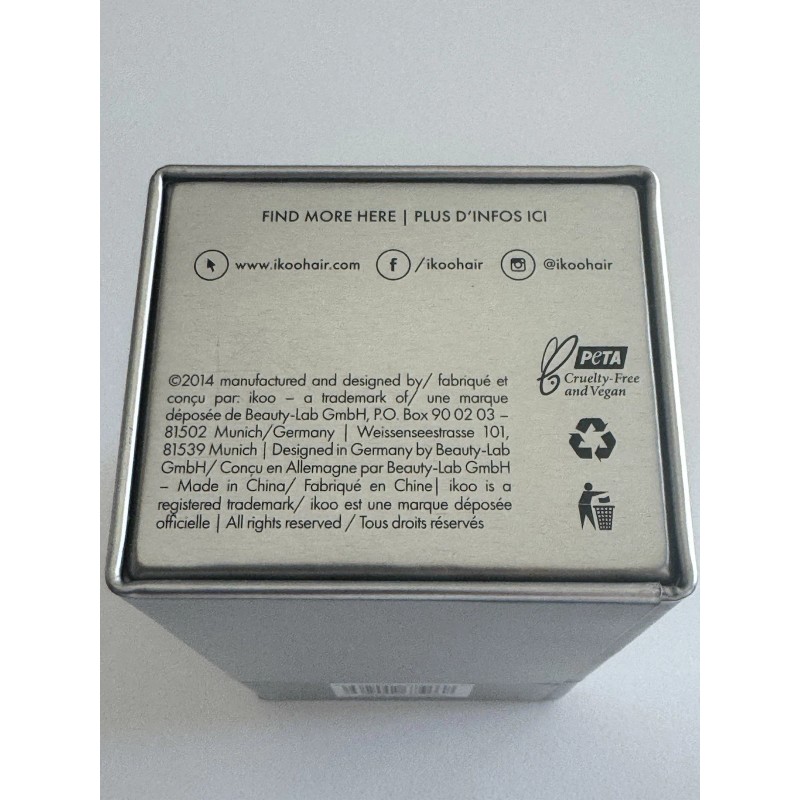 FIND MORE HERE | PLUS D'INFOS ICI
www.ikoohair.com f /ikoohair @ikoohair
PETA
Cruelty-Free
and Vegan
©2014 manufactured and designed by/ fabriqué et
conçu par: ikoo – a trademark of/ une marque
déposée de Beauty-Lab GmbH, P.O. Box 90 02 03 –
81502 Munich/Germany | Weissenseestrasse 101,
81539 Munich | Designed in Germany by Beauty-Lab
GmbH/ Conçu en Allemagne par Beauty-Lab GmbH
– Made in China/ Fabriqué en Chine| ikoo is a
registered trademark/ ikoo est une marque déposée
officielle | All rights reserved / Tous droits réservés